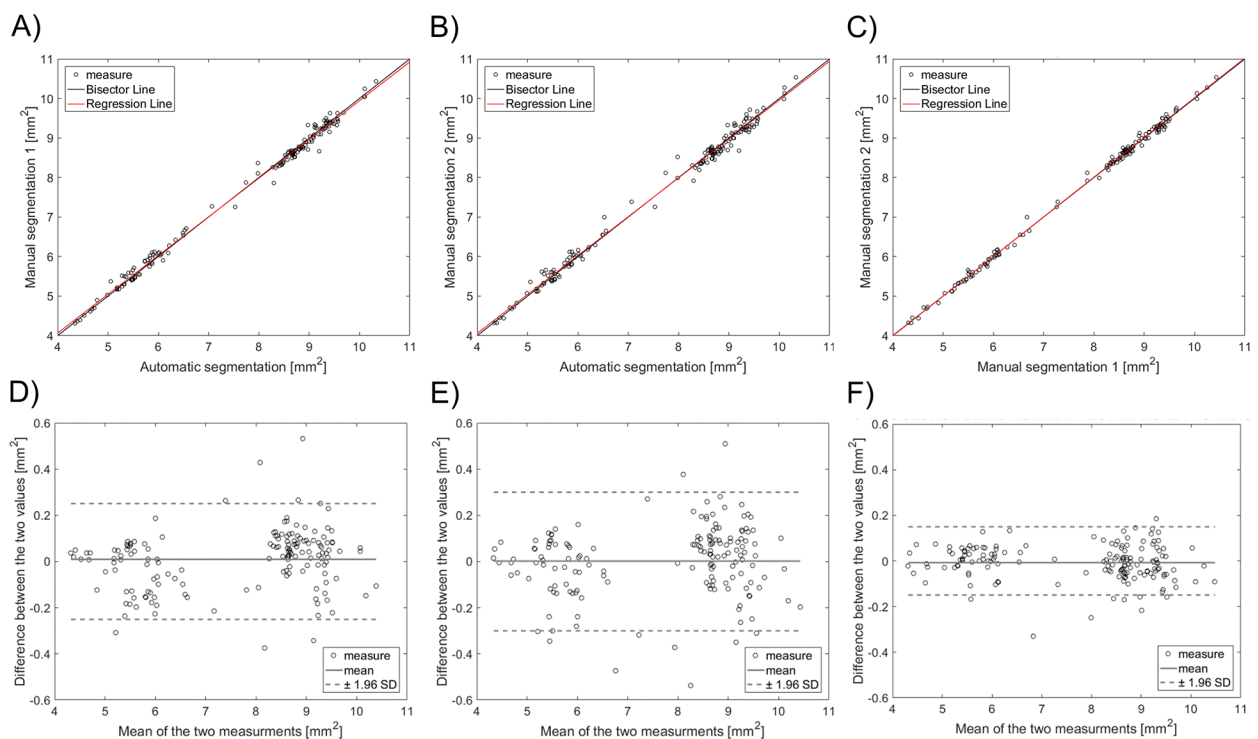 A)
11
10
9
8
7
6
5
4
Manual segmentation 1 [mm2]
measure
Bisector Line
Regression Line
4 5 6 7 8 9 10 11
Automatic segmentation [mm2]
B)
11
10
9
8
7
6
5
4
Manual segmentation 2 [mm2]
measure
Bisector Line
Regression Line
4 5 6 7 8 9 10 11
Automatic segmentation [mm2]
C)
11
10
9
8
7
6
5
4
Manual segmentation 2 [mm2]
measure
Bisector Line
Regression Line
4 5 6 7 8 9 10 11
Manual segmentation 1 [mm2]
D)
0.6
0.4
0.2
0
-0.2
-0.4
-0.6
Difference between the two values [mm2]
measure
mean
± 1.96 SD
4 5 6 7 8 9 10 11
Mean of the two measurments [mm2]
E)
0.6
0.4
0.2
0
-0.2
-0.4
-0.6
Difference between the two values [mm2]
measure
mean
± 1.96 SD
4 5 6 7 8 9 10 11
Mean of the two measurments [mm2]
F)
0.6
0.4
0.2
0
-0.2
-0.4
-0.6
Difference between the two values [mm2]
measure
mean
± 1.96 SD
4 5 6 7 8 9 10 11
Mean of the two measurments [mm2]